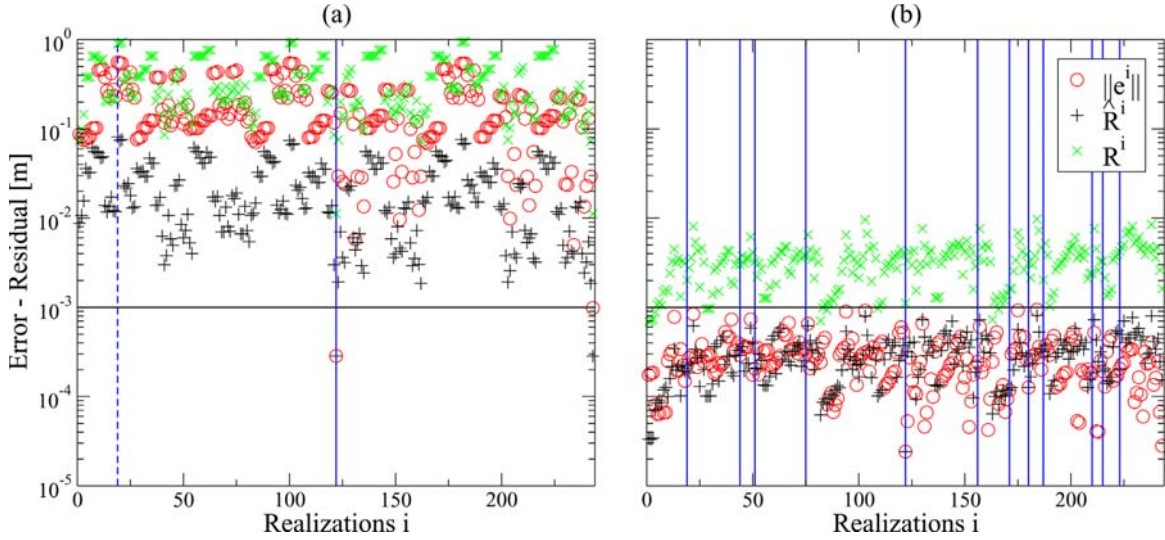 (a)
(b)
Error - Residual [m]
10^0
10^-1
10^-2
10^-3
10^-4
10^-5
0
50
100
150
200
Realizations i
0
50
100
150
200
Realizations i
||e^i||
R̂^i
R^i